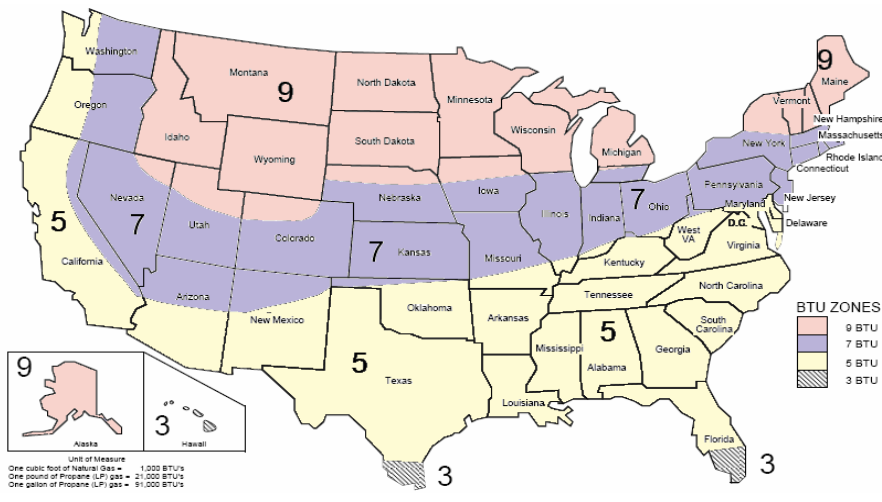 Washington
Montana
9
North Dakota
Minnesota
9
Maine
Vermont
New Hampshire
Massachusetts
Oregon
Idaho
Wyoming
South Dakota
Wisconsin
Michigan
New York
Rhode Island
Connecticut
Nevada
7
Utah
Colorado
Nebraska
Iowa
Illinois
Indiana
7
Ohio
Pennsylvania
New Jersey
Maryland
Delaware
D.C.
5
California
7
Kansas
Missouri
West
VA
Virginia
Kentucky
Arizona
New Mexico
Oklahoma
Arkansas
Tennessee
North Carolina
South
Carolina
5
Texas
Mississippi
5
Alabama
Georgia
Louisiana
Florida
3
3
BTU ZONES
9 BTU
7 BTU
5 BTU
3 BTU
9
Alaska
3
Hawaii
Unit of Measure
One cubic foot of Natural Gas = 1,000 BTU's
One pound of Propane (LP) gas = 21,000 BTU's
One gallon of Propane (LP) gas = 91,000 BTU's